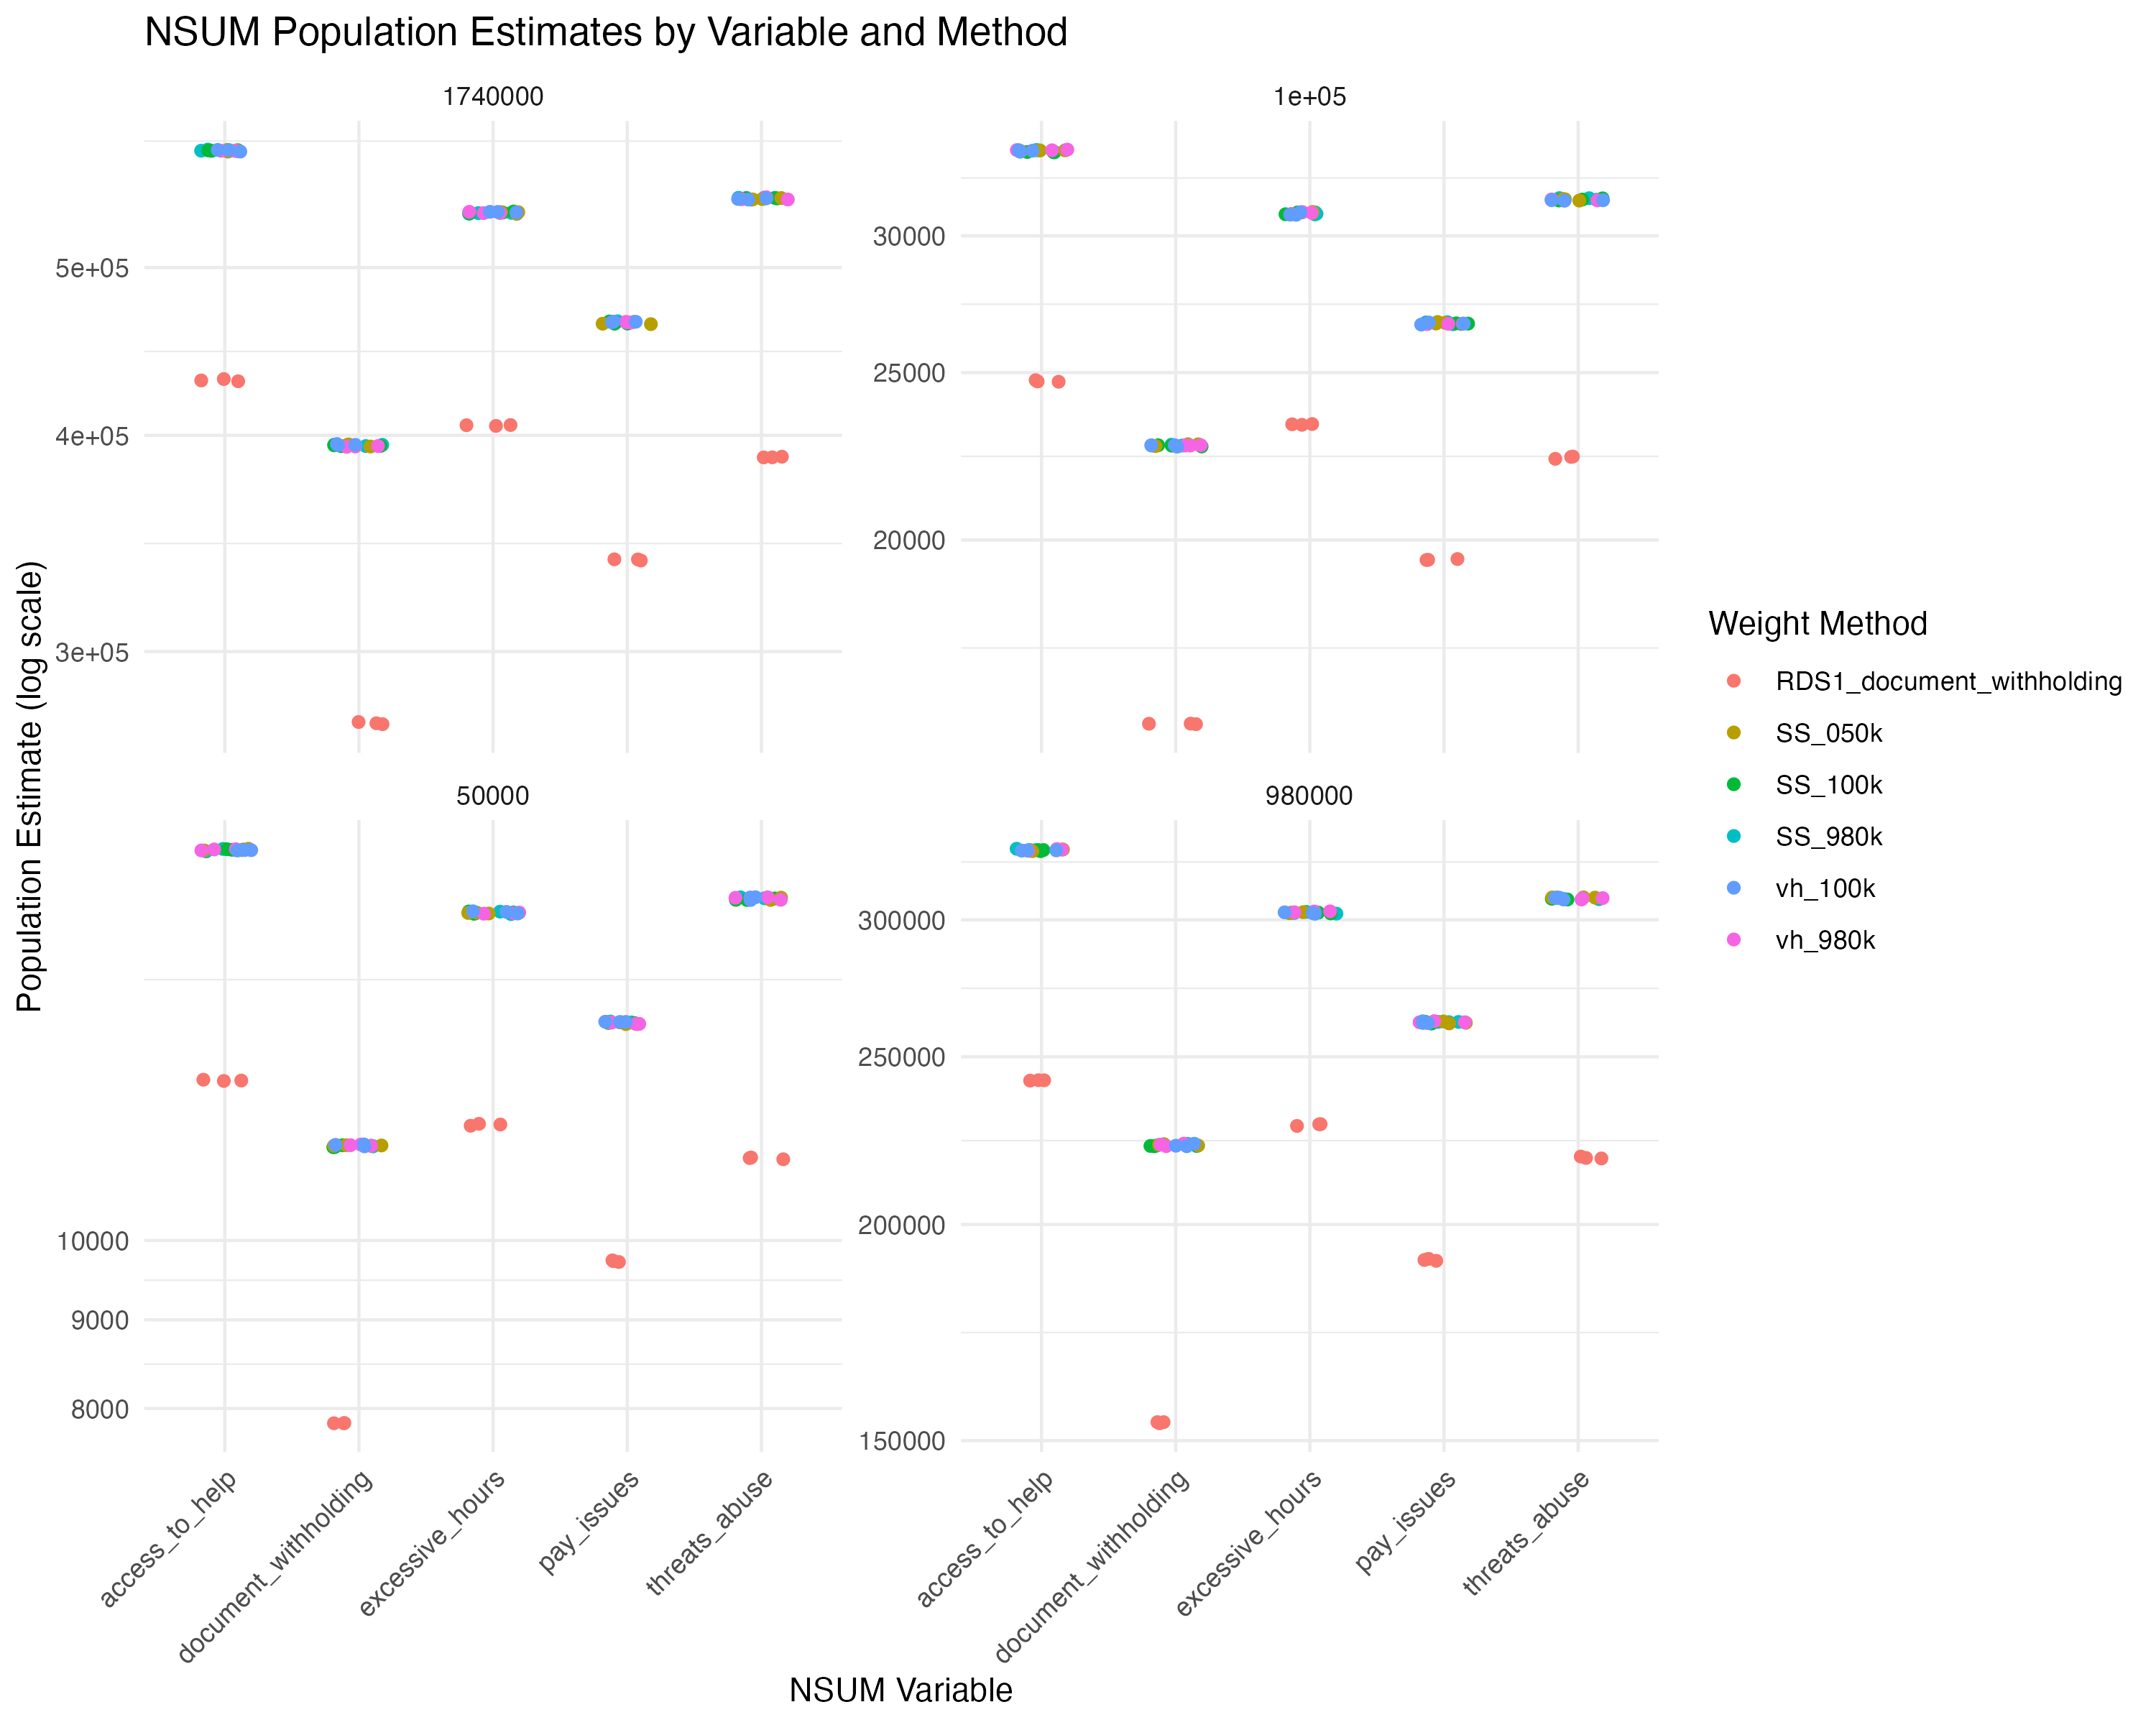 NSUM Population Estimates by Variable and Method
1740000
1e+05
5e+05
4e+05
3e+05
30000
25000
20000
50000
980000
10000
9000
8000
300000
250000
200000
150000
access_to_help
document_withholding
excessive_hours
pay_issues
threats_abuse
access_to_help
document_withholding
excessive_hours
pay_issues
threats_abuse
NSUM Variable
Population Estimate (log scale)
Weight Method
RDS1_document_withholding
SS_050k
SS_100k
SS_980k
vh_100k
vh_980k